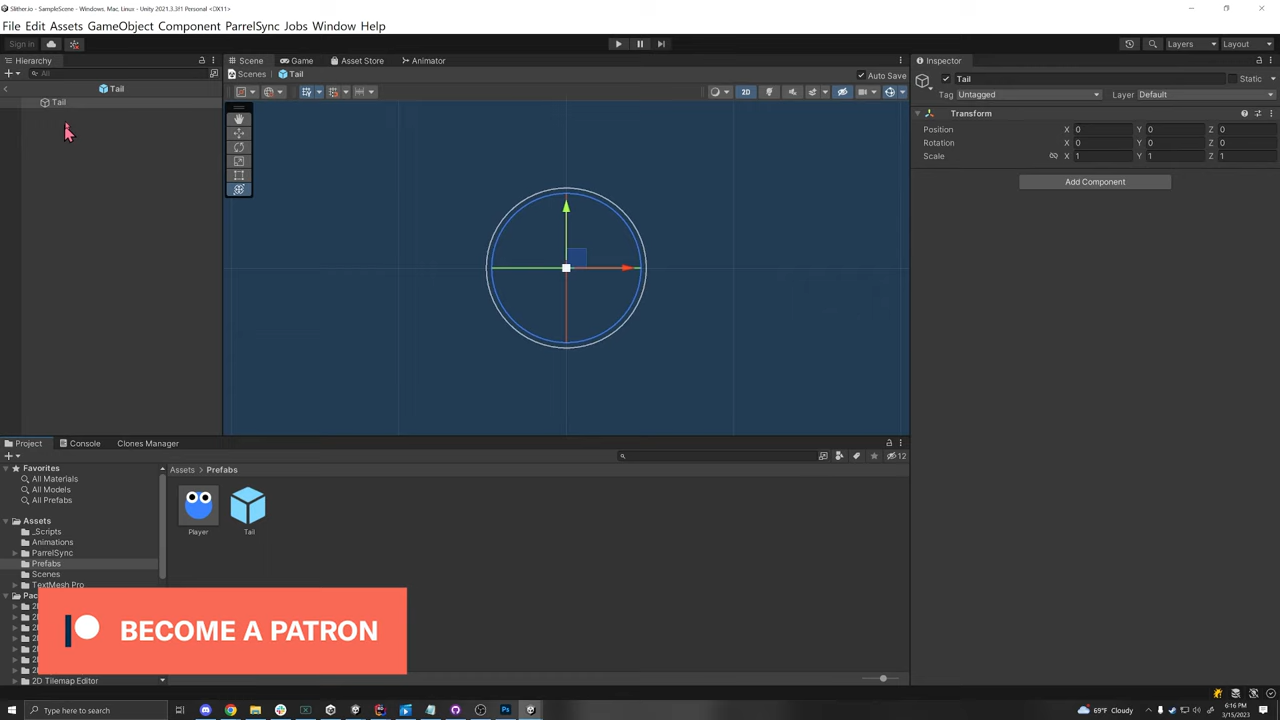 Slither.io - SampleScene - Windows, Mac, Linux - Unity 2021.3.3f1 Personal <DX11>
File Edit Assets GameObject Component ParrelSync Jobs Window Help
Sign in
Layers
Layout
Hierarchy
All
Tail
Tail
Scene
Game
Asset Store
Animator
Scenes
Tail
Auto Save
2D
Inspector
Tail
Static
Tag Untagged
Layer Default
Transform
Position X 0 Y 0 Z 0
Rotation X 0 Y 0 Z 0
Scale X 1 Y 1 Z 1
Add Component
Project
Console
Clones Manager
12
Favorites
All Materials
All Models
All Prefabs
Assets
_Scripts
Animations
ParrelSync
Prefabs
Scenes
TextMesh Pro
2D Tilemap Editor
Assets > Prefabs
Player
Tail
BECOME A PATRON
Type here to search
69°F Cloudy
6:16 PM
3/15/2023